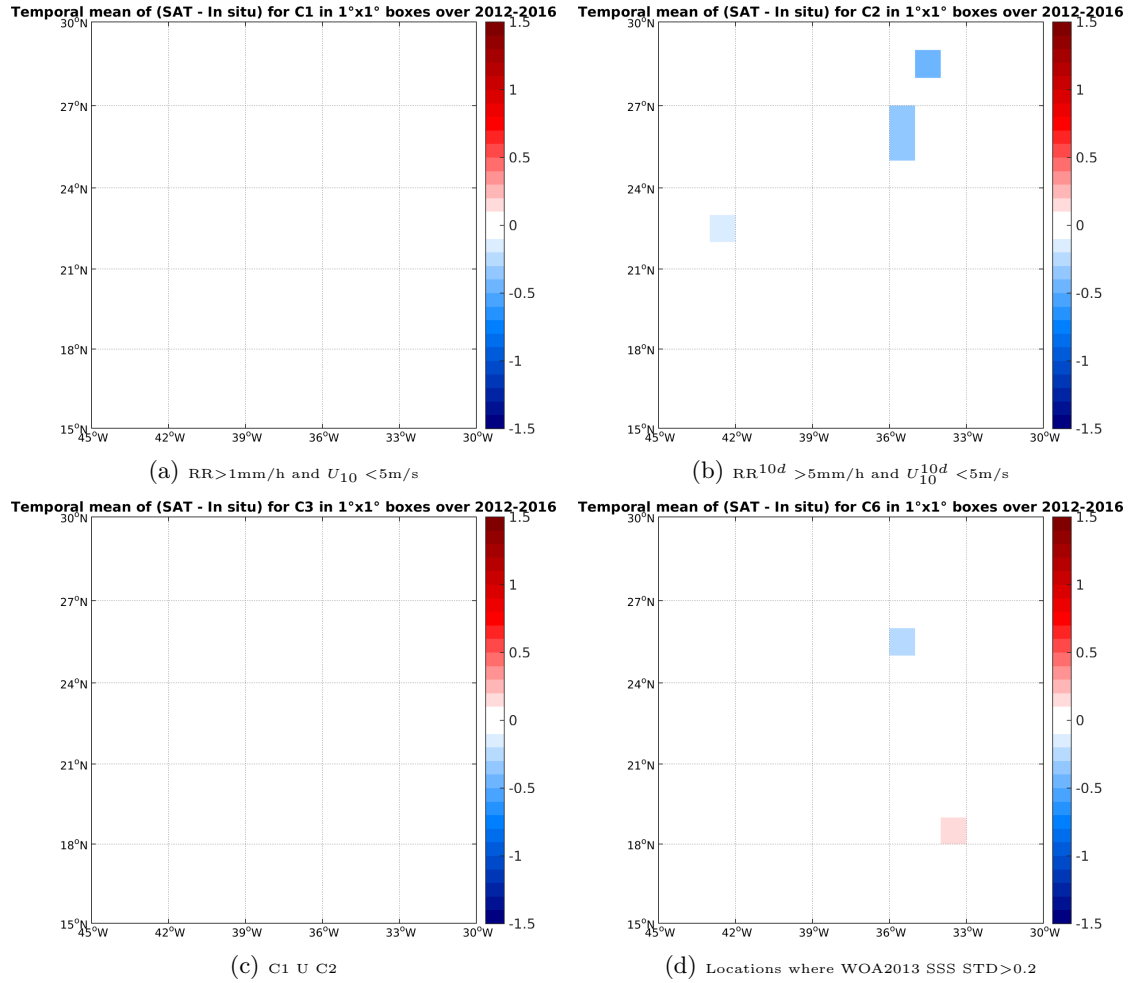 Temporal mean of (SAT - In situ) for C1 in 1°x1° boxes over 2012-2016
30°N
27°N
24°N
21°N
18°N
15°N
45°W 42°W 39°W 36°W 33°W 30°W
1.5
1
0.5
0
-0.5
-1
-1.5
(a) RR>1mm/h and U10 <5m/s
Temporal mean of (SAT - In situ) for C2 in 1°x1° boxes over 2012-2016
30°N
27°N
24°N
21°N
18°N
15°N
45°W 42°W 39°W 36°W 33°W 30°W
1.5
1
0.5
0
-0.5
-1
-1.5
(b) RR^10d >5mm/h and U10^10d <5m/s
Temporal mean of (SAT - In situ) for C3 in 1°x1° boxes over 2012-2016
30°N
27°N
24°N
21°N
18°N
15°N
45°W 42°W 39°W 36°W 33°W 30°W
1.5
1
0.5
0
-0.5
-1
-1.5
(c) C1 U C2
Temporal mean of (SAT - In situ) for C6 in 1°x1° boxes over 2012-2016
30°N
27°N
24°N
21°N
18°N
15°N
45°W 42°W 39°W 36°W 33°W 30°W
1.5
1
0.5
0
-0.5
-1
-1.5
(d) Locations where WOA2013 SSS STD>0.2